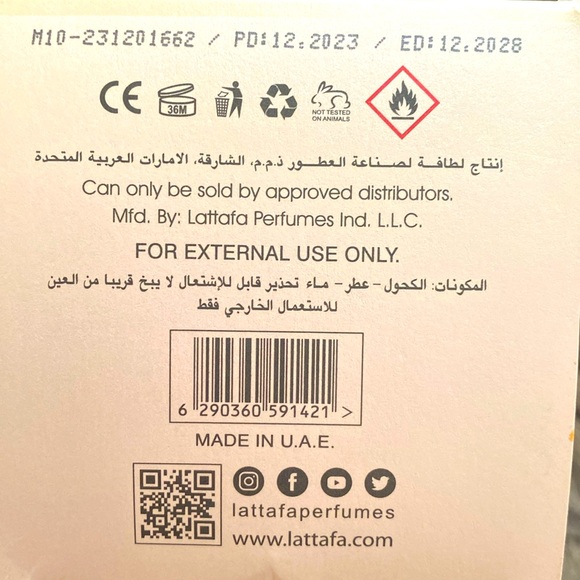 M10-231201662 / PD:12.2023 / ED:12.2028
CE
36M
NOT TESTED
ON ANIMALS
إنتاج لطافة لصناعة العطور ذ.م.م، الشارقة، الامارات العربية المتحدة
Can only be sold by approved distributors.
Mfd. By: Lattafa Perfumes Ind. L.L.C.
FOR EXTERNAL USE ONLY.
المكونات: الكحول - عطر - ماء تحذير قابل للإشتعال لا يبخ قريبا من العين
للاستعمال الخارجي فقط
6 290360 591421 >
MADE IN U.A.E.
lattafaperfumes
www.lattafa.com